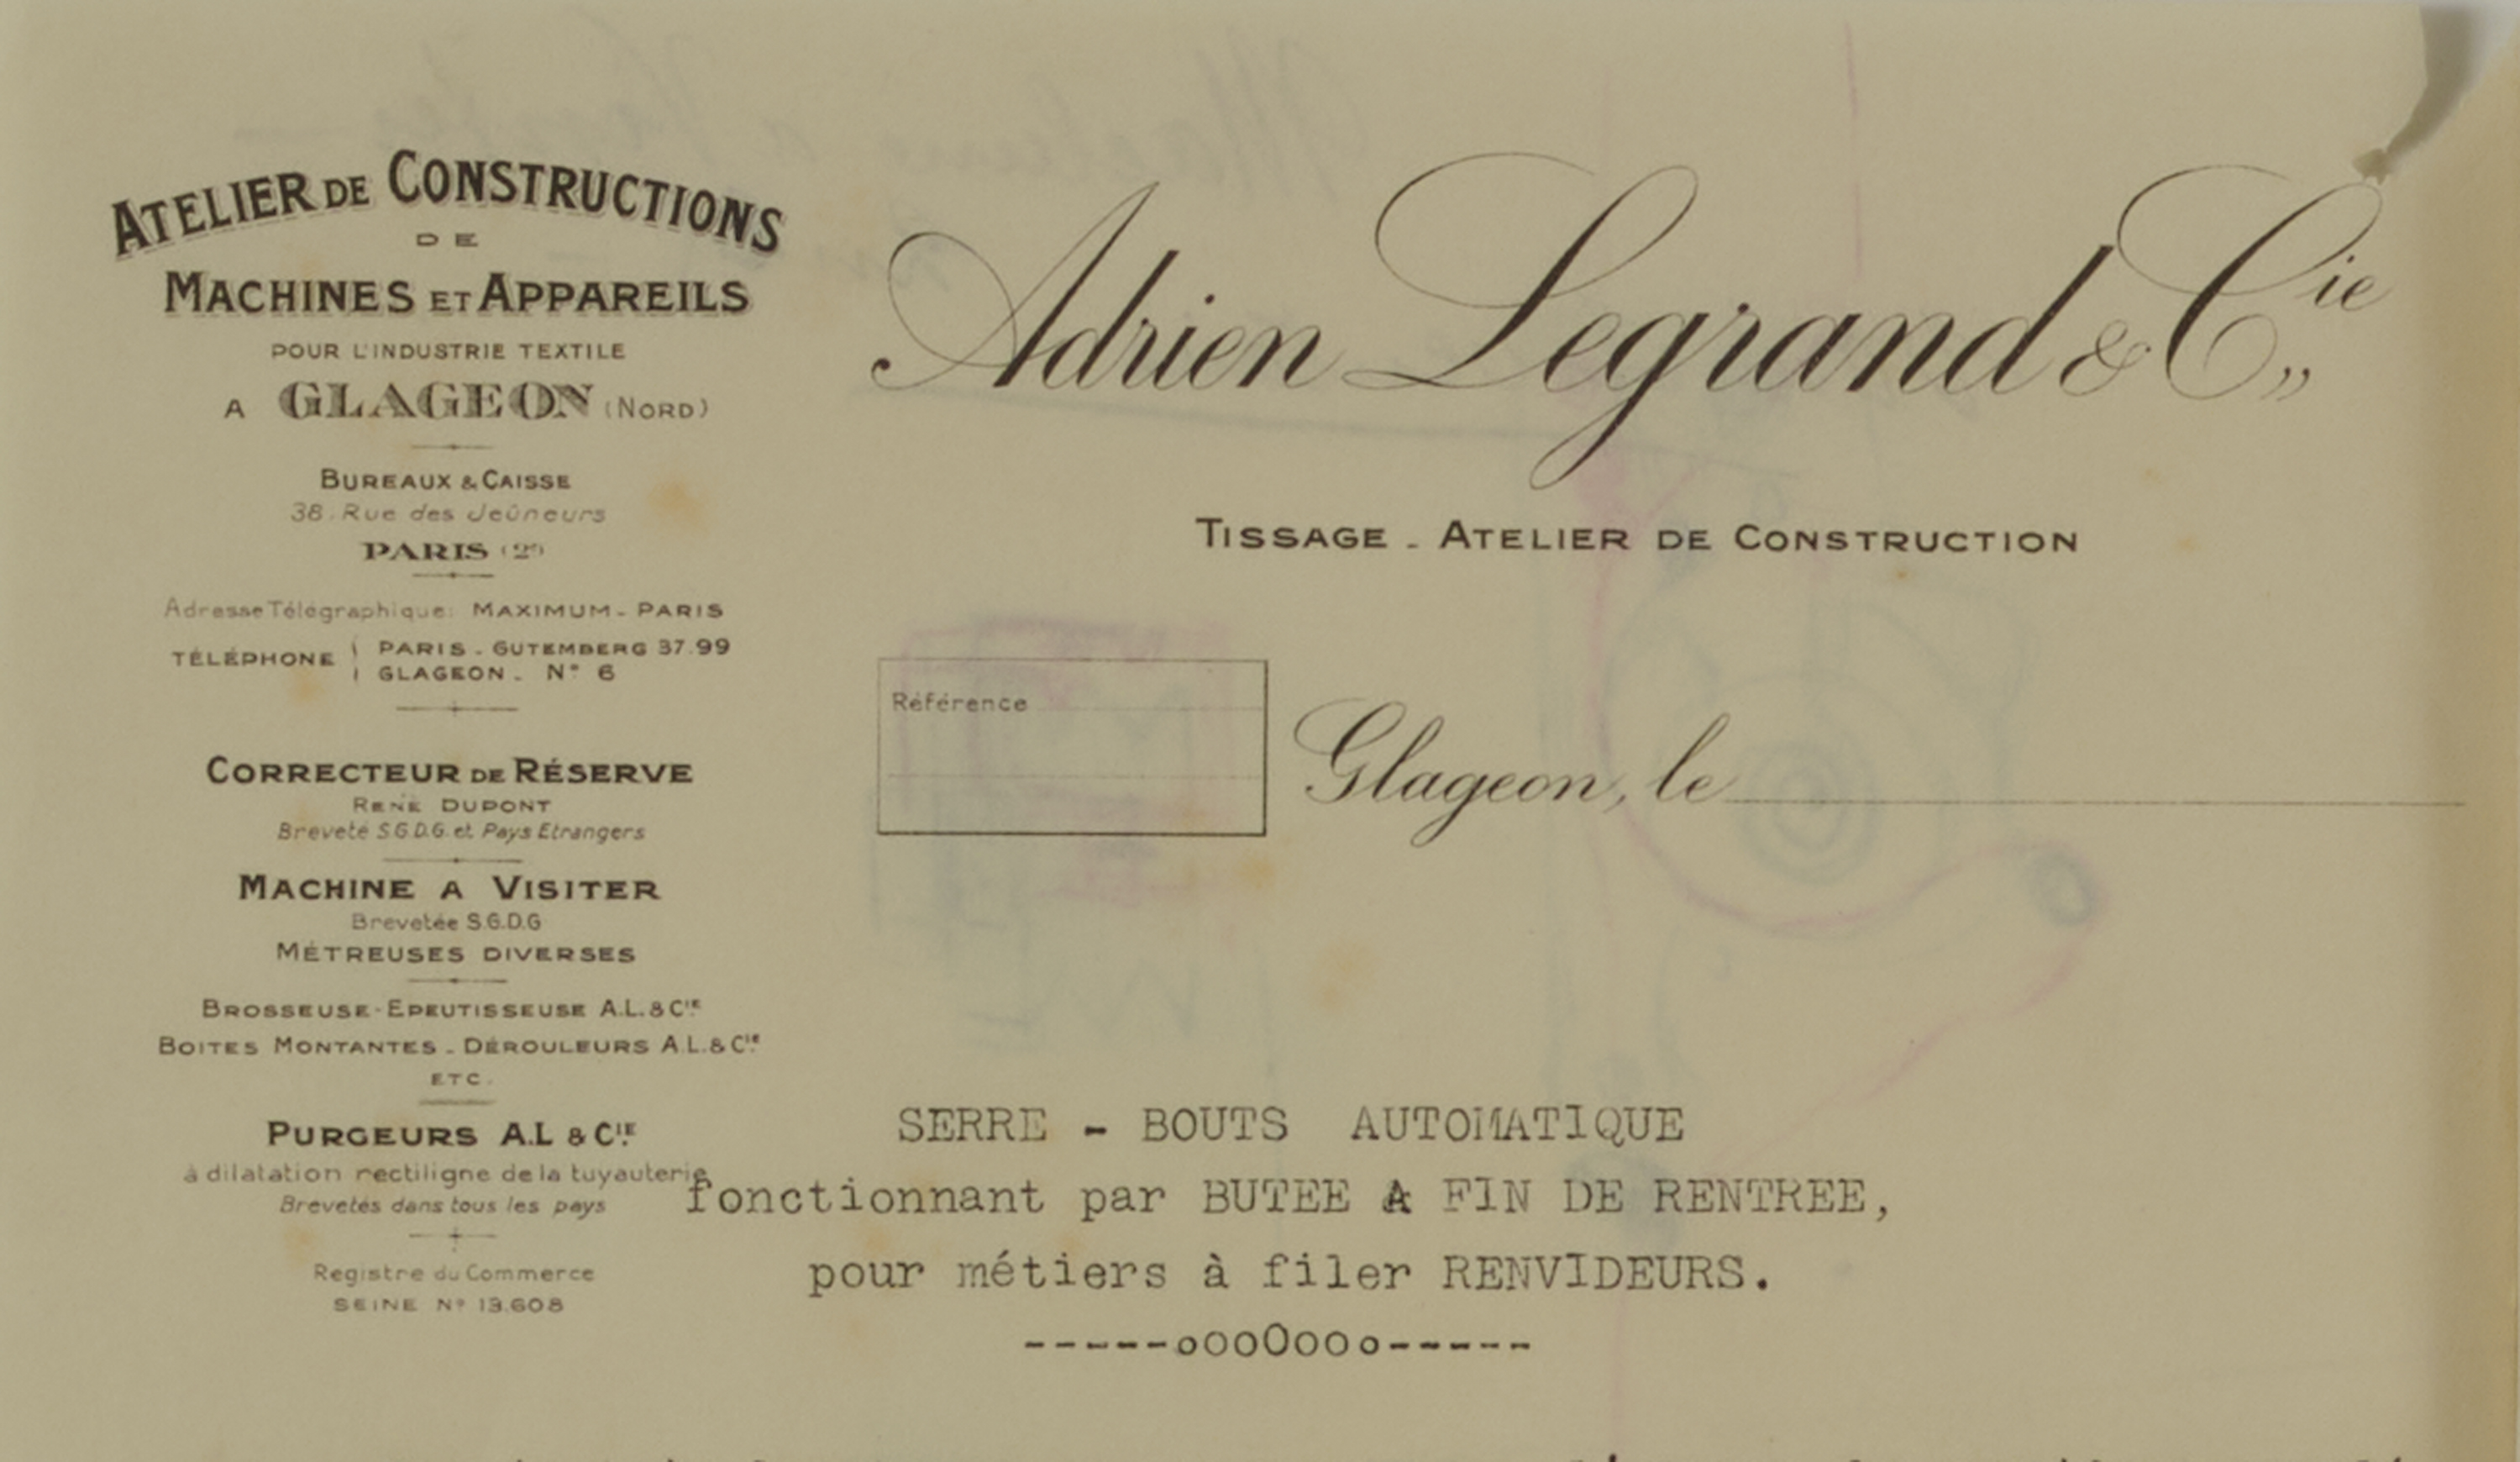 ATELIER DE CONSTRUCTIONS
DE
MACHINES ET APPAREILS
POUR L'INDUSTRIE TEXTILE
A GLAGEON (NORD)
BUREAUX & CAISSE
38, Rue des Jeûneurs
PARIS (2e)
Adresse Télégraphique: MAXIMUM - PARIS
TÉLÉPHONE { PARIS - GUTEMBERG 37.99
GLAGEON - N° 6
CORRECTEUR DE RÉSERVE
RENÉ DUPONT
Breveté S.G.D.G. et Pays Etrangers
MACHINE A VISITER
Brevetée S.G.D.G
MÉTREUSES DIVERSES
BROSSEUSE-EPEUTISSEUSE A.L. & CIE
BOITES MONTANTES - DÉROULEURS A.L. & CIE
ETC.
PURGEURS A.L & CIE
à dilatation rectiligne de la tuyauterie
Brevetés dans tous les pays
Registre du Commerce
SEINE N° 13.608
Adrien Legrand & Cie
TISSAGE - ATELIER DE CONSTRUCTION
Référence
Glageon, le
SERRE - BOUTS AUTOMATIQUE
fonctionnant par BUTEE A FIN DE RENTREE,
pour métiers à filer RENVIDEURS.
-----oooOooo-----